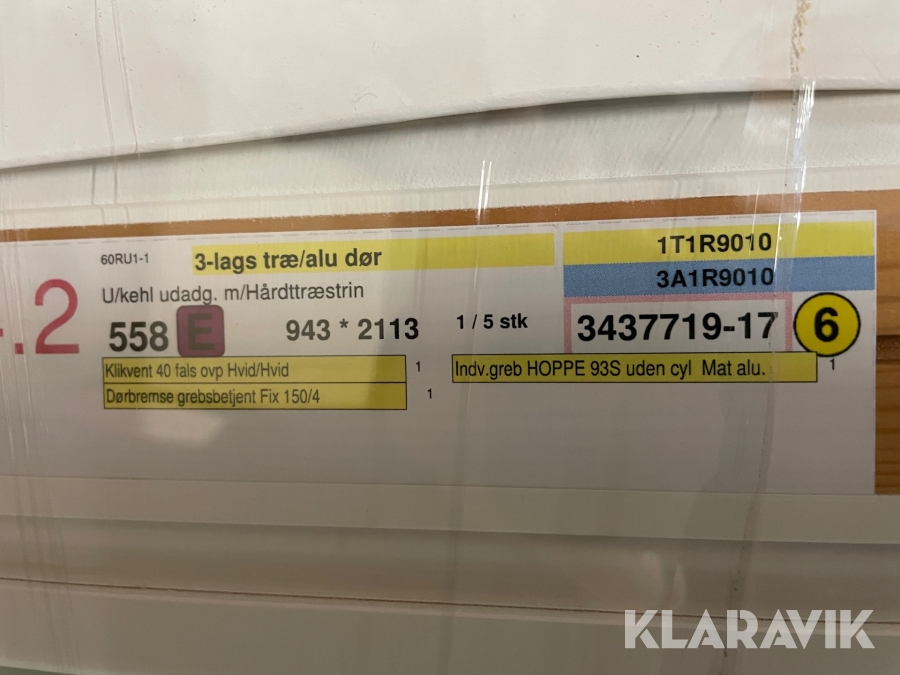 60RU1-1
3-lags træ/alu dør
1T1R9010
3A1R9010
U/kehl udadg. m/Hårdttræstrin
.2
558 E 943 * 2113 1 / 5 stk 3437719-17 6
Klikvent 40 fals ovp Hvid/Hvid 1 Indv.greb HOPPE 93S uden cyl Mat alu. 1
Dørbremse grebsbetjent Fix 150/4 1
KLARAVIK